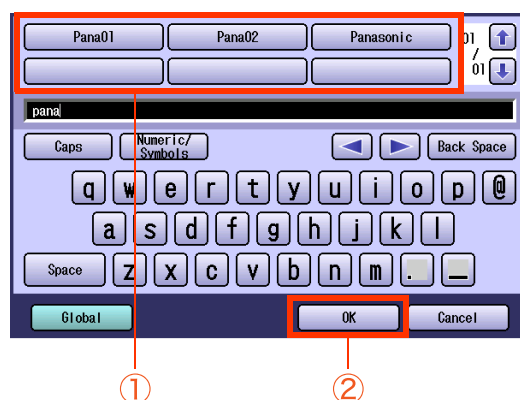 Pana01 Pana02 Panasonic 01
/
01
pana
Caps Numeric/ Back Space
Symbols
q w e r t y u i o p @
a s d f g h j k l
Space z x c v b n m . _
Global OK Cancel
① ②